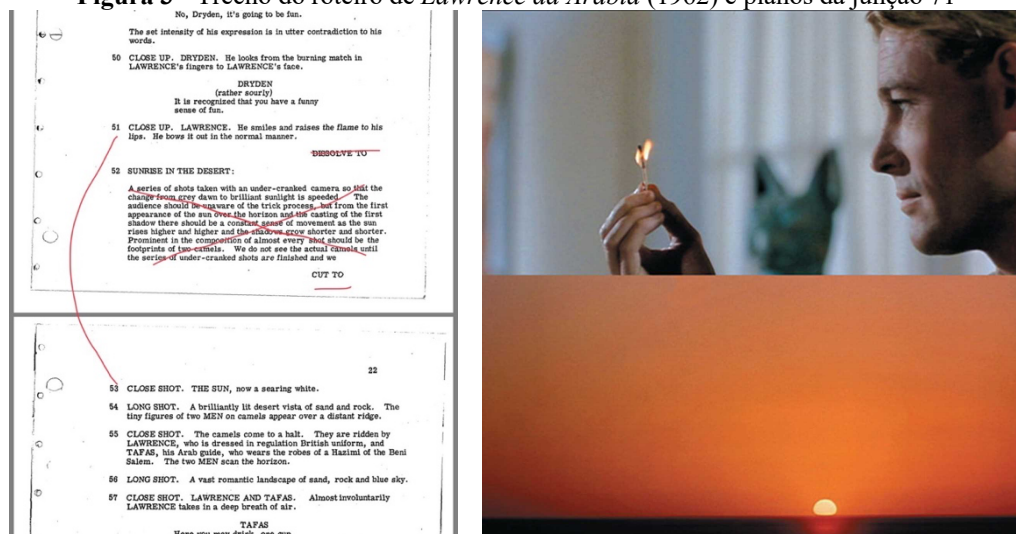 Figura 3 – Trecho do roteiro de Lawrence da Arábia (1962) e planos da junção 71
No, Dryden, it's going to be fun.
The set intensity of his expression is in utter contradiction to his
words.
50 CLOSE UP. DRYDEN. He looks from the burning match in
LAWRENCE's fingers to LAWRENCE's face.
DRYDEN
(rather sourly)
It is recognized that you have a funny
sense of fun.
51 CLOSE UP. LAWRENCE. He smiles and raises the flame to his
lips. He bows it out in the normal manner.
DISSOLVE TO
52 SUNRISE IN THE DESERT:
A series of shots taken with an under-cranked camera so that the
change from grey dawn to brilliant sunlight is speeded. The
audience should be unaware of the trick process, but from the first
appearance of the sun over the horizon and the casting of the first
shadow there should be a constant sense of movement as the sun
rises higher and higher and the shadows grow shorter and shorter.
Prominent in the composition of almost every shot should be the
footprints of two camels. We do not see the actual camels until
the series of under-cranked shots are finished and we
CUT TO
22
53 CLOSE SHOT. THE SUN, now a searing white.
54 LONG SHOT. A brilliantly lit desert vista of sand and rock. The
tiny figures of two MEN on camels appear over a distant ridge.
55 CLOSE SHOT. The camels come to a halt. They are ridden by
LAWRENCE, who is dressed in regulation British uniform, and
TAFAS, his Arab guide, who wears the robes of a Hazimi of the Beni
Salem. The two MEN scan the horizon.
56 LONG SHOT. A vast romantic landscape of sand, rock and blue sky.
57 CLOSE SHOT. LAWRENCE AND TAFAS. Almost involuntarily
LAWRENCE takes in a deep breath of air.
TAFAS
Here you may drink, one cup